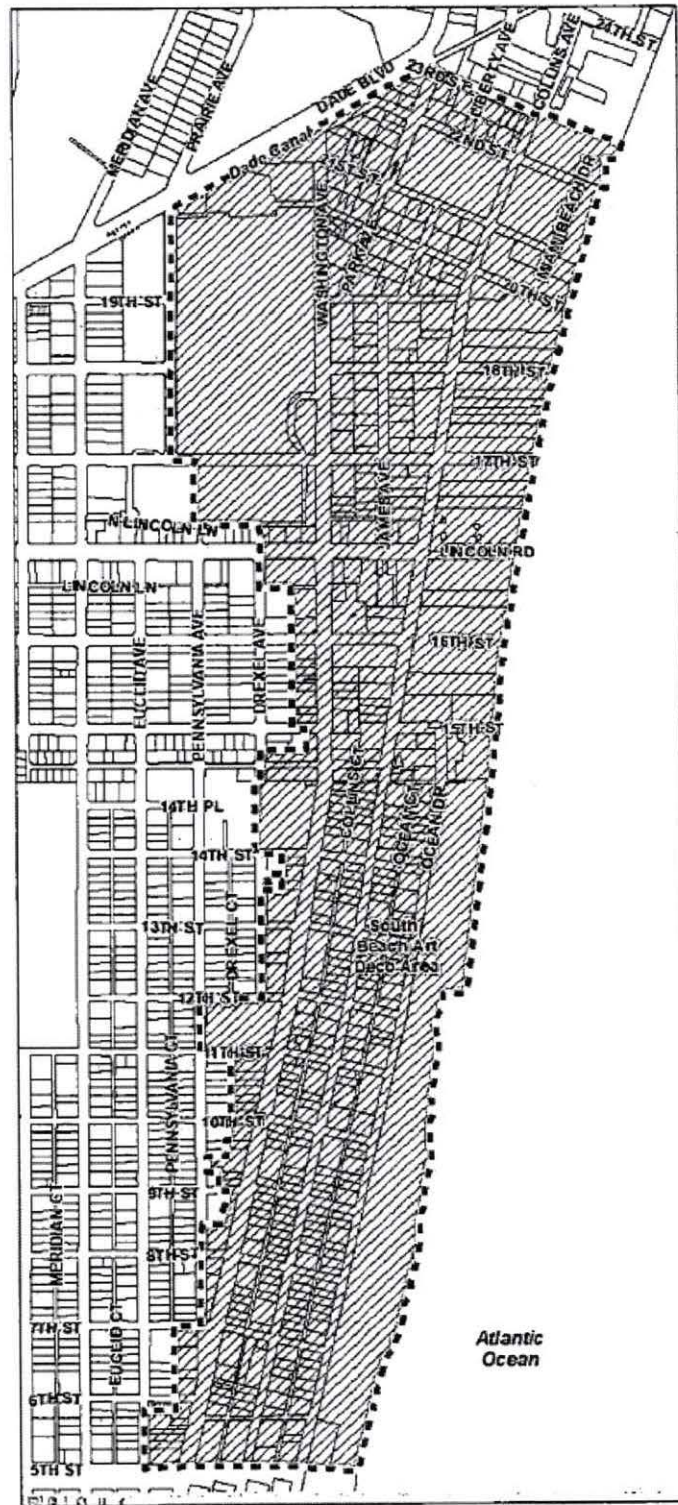 24TH ST
COLLINS AVE
LIBERTY AVE
23RD ST
DADE BLVD
MERIDIAN AVE
PRAIRIE AVE
Dade Canal
22ND ST
21ST ST
MIAMI BEACH DR
WASHINGTON AVE
PARK AVE
20TH ST
19TH ST
18TH ST
17TH ST
JAMES AVE
N LINCOLN LN
LINCOLN RD
LINCOLN LN
EUCLID AVE
PENNSYLVANIA AVE
DREXEL AVE
16TH ST
15TH ST
COLLINS CT
OCEAN CT
OCEAN DR
14TH PL
14TH ST
DREXEL CT
13TH ST
South
Beach Art
Deco Area
12TH ST
11TH ST
PENNSYLVANIA CT
10TH ST
9TH ST
MERIDIAN CT
8TH ST
7TH ST
EUCLID CT
Atlantic
Ocean
6TH ST
5TH ST